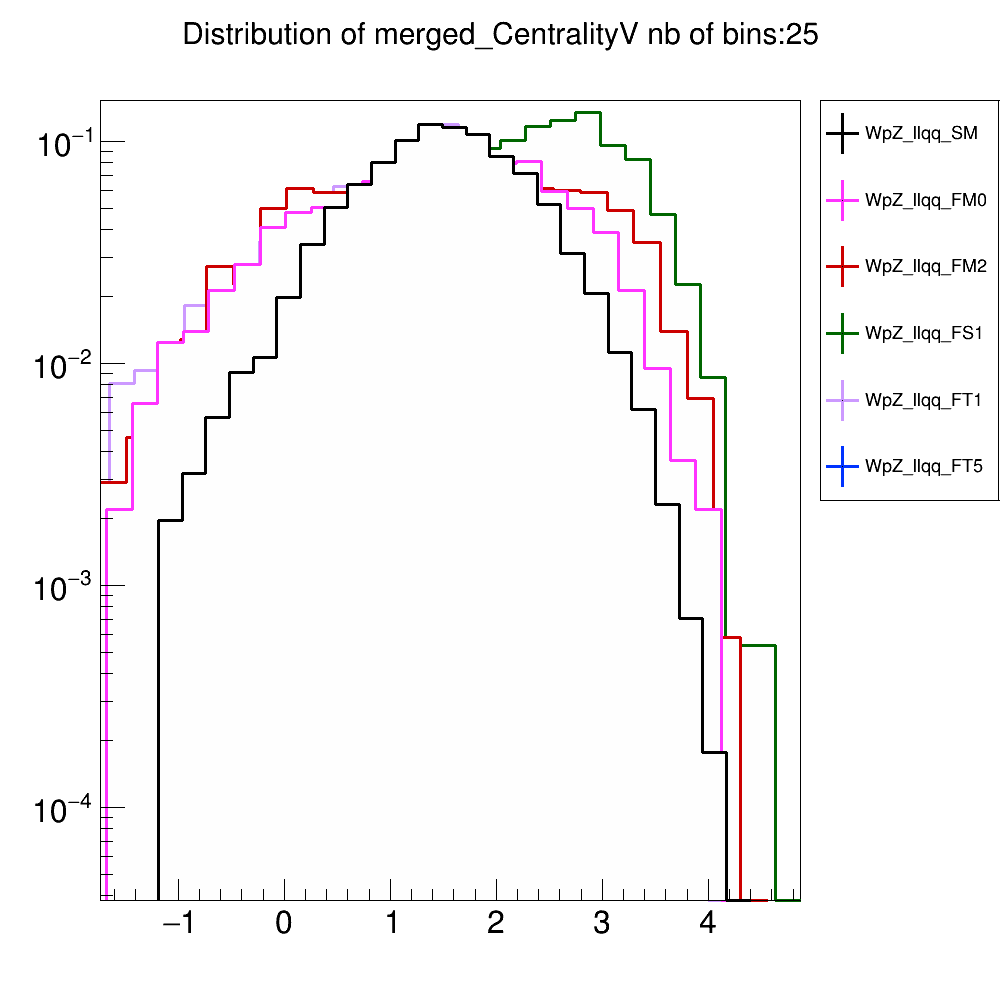 Distribution of merged_CentralityV nb of bins:25
10⁻¹
10⁻²
10⁻³
10⁻⁴
−1 0 1 2 3 4
WpZ_llqq_SM
WpZ_llqq_FM0
WpZ_llqq_FM2
WpZ_llqq_FS1
WpZ_llqq_FT1
WpZ_llqq_FT5